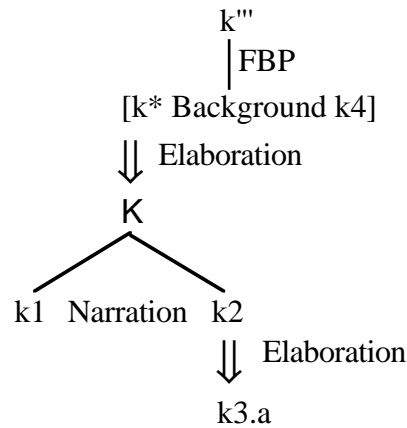 k'''
FBP
[k* Background k4]
Elaboration
K
k1 Narration k2
Elaboration
k3.a